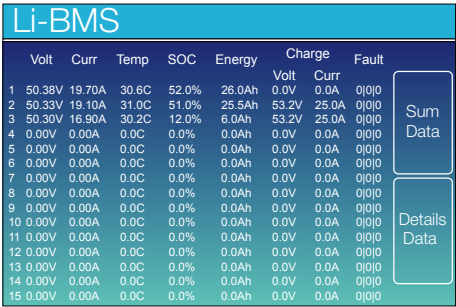 Li-BMS
Volt Curr Temp SOC Energy Charge Fault
Volt Curr
1 50.38V 19.70A 30.6C 52.0% 26.0Ah 0.0V 0.0A 0|0|0
2 50.33V 19.10A 31.0C 51.0% 25.5Ah 53.2V 25.0A 0|0|0
3 50.30V 16.90A 30.2C 12.0% 6.0Ah 53.2V 25.0A 0|0|0
4 0.00V 0.00A 0.0C 0.0% 0.0Ah 0.0V 0.0A 0|0|0
5 0.00V 0.00A 0.0C 0.0% 0.0Ah 0.0V 0.0A 0|0|0
6 0.00V 0.00A 0.0C 0.0% 0.0Ah 0.0V 0.0A 0|0|0
7 0.00V 0.00A 0.0C 0.0% 0.0Ah 0.0V 0.0A 0|0|0
8 0.00V 0.00A 0.0C 0.0% 0.0Ah 0.0V 0.0A 0|0|0
9 0.00V 0.00A 0.0C 0.0% 0.0Ah 0.0V 0.0A 0|0|0
10 0.00V 0.00A 0.0C 0.0% 0.0Ah 0.0V 0.0A 0|0|0
11 0.00V 0.00A 0.0C 0.0% 0.0Ah 0.0V 0.0A 0|0|0
12 0.00V 0.00A 0.0C 0.0% 0.0Ah 0.0V 0.0A 0|0|0
13 0.00V 0.00A 0.0C 0.0% 0.0Ah 0.0V 0.0A 0|0|0
14 0.00V 0.00A 0.0C 0.0% 0.0Ah 0.0V 0.0A 0|0|0
15 0.00V 0.00A 0.0C 0.0% 0.0Ah 0.0V 0.0A 0|0|0
Sum
Data
Details
Data